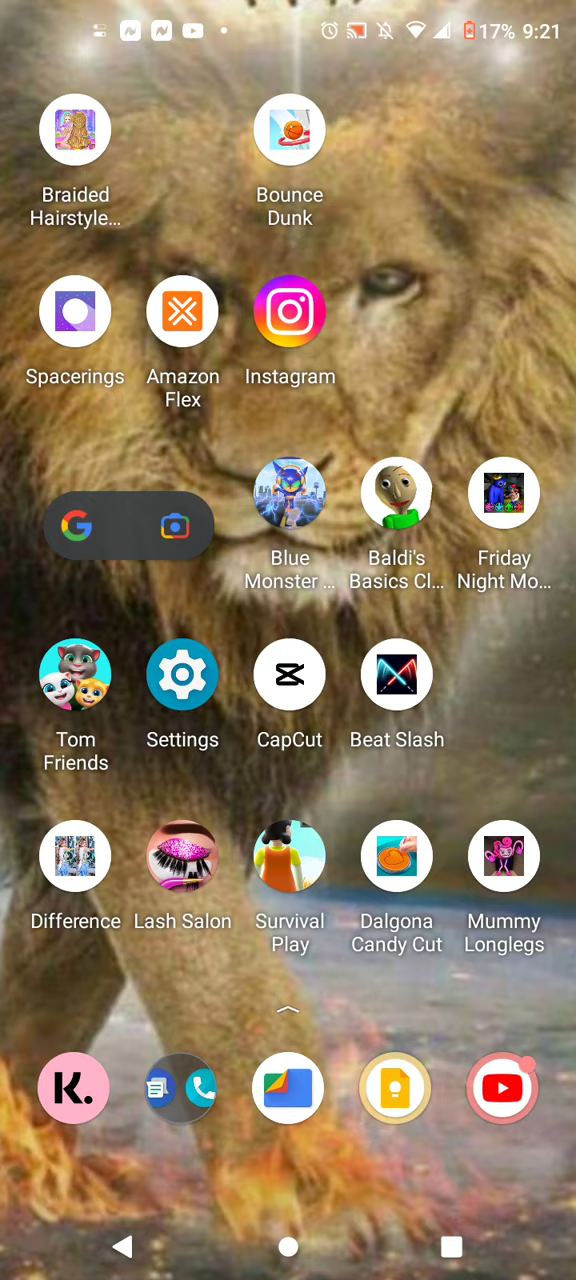 17% 9:21
Braided
Hairstyle…
Bounce
Dunk
Spacerings
Amazon
Flex
Instagram
Blue
Monster …
Baldi's
Basics Cl…
Friday
Night Mo…
Tom
Friends
Settings
CapCut
Beat Slash
Difference
Lash Salon
Survival
Play
Dalgona
Candy Cut
Mummy
Longlegs
K.